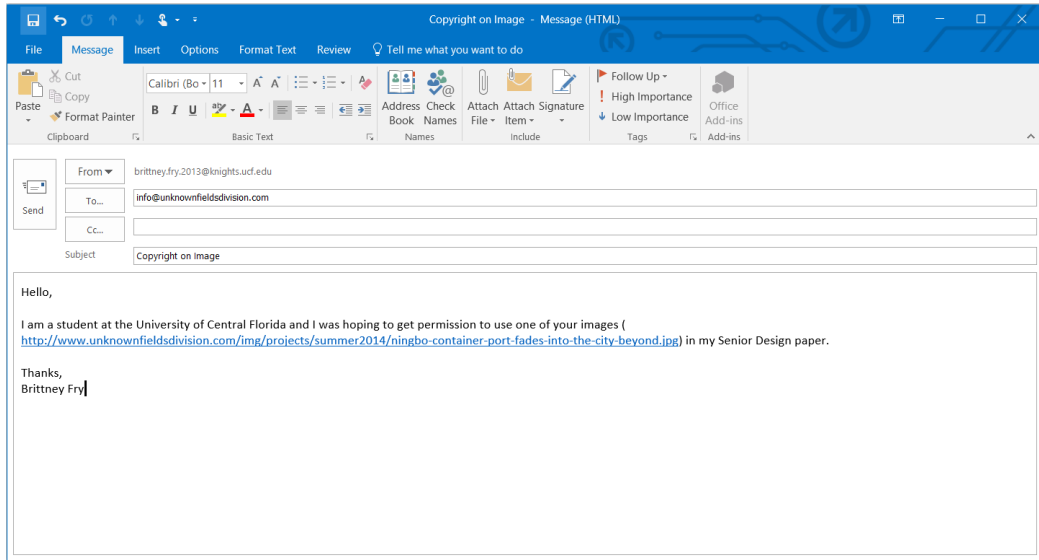 Copyright on Image - Message (HTML)
File Message Insert Options Format Text Review Tell me what you want to do
Paste
Cut
Copy
Format Painter
Clipboard
Calibri (Bo 11 A A
B I U aby A
Basic Text
Address Book
Check Names
Names
Attach File
Attach Item
Signature
Include
Follow Up
High Importance
Low Importance
Tags
Office Add-ins
Add-ins
Send
From brittney.fry.2013@knights.ucf.edu
To... info@unknownfieldsdivision.com
Cc...
Subject Copyright on Image
Hello,
I am a student at the University of Central Florida and I was hoping to get permission to use one of your images (
http://www.unknownfieldsdivision.com/img/projects/summer2014/ningbo-container-port-fades-into-the-city-beyond.jpg) in my Senior Design paper.
Thanks,
Brittney Fry